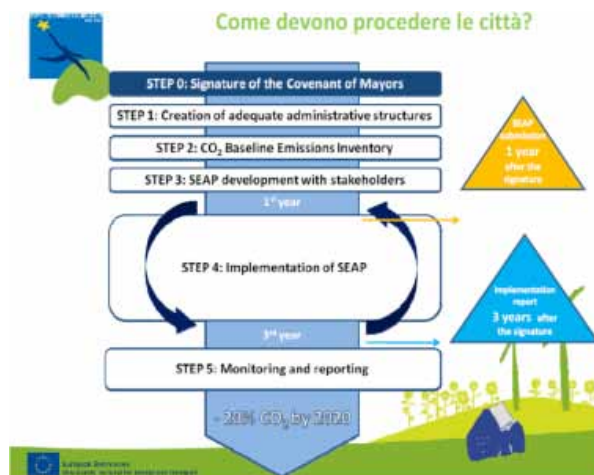 Come devono procedere le città?
STEP 0: Signature of the Covenant of Mayors
STEP 1: Creation of adequate administrative structures
STEP 2: CO₂ Baseline Emissions Inventory
STEP 3: SEAP development with stakeholders
1st year
SEAP
submission
1 year
after the
signature
STEP 4: Implementation of SEAP
Implementation
report
3 years after
the signature
3rd year
STEP 5: Monitoring and reporting
- 20% CO₂ by 2020